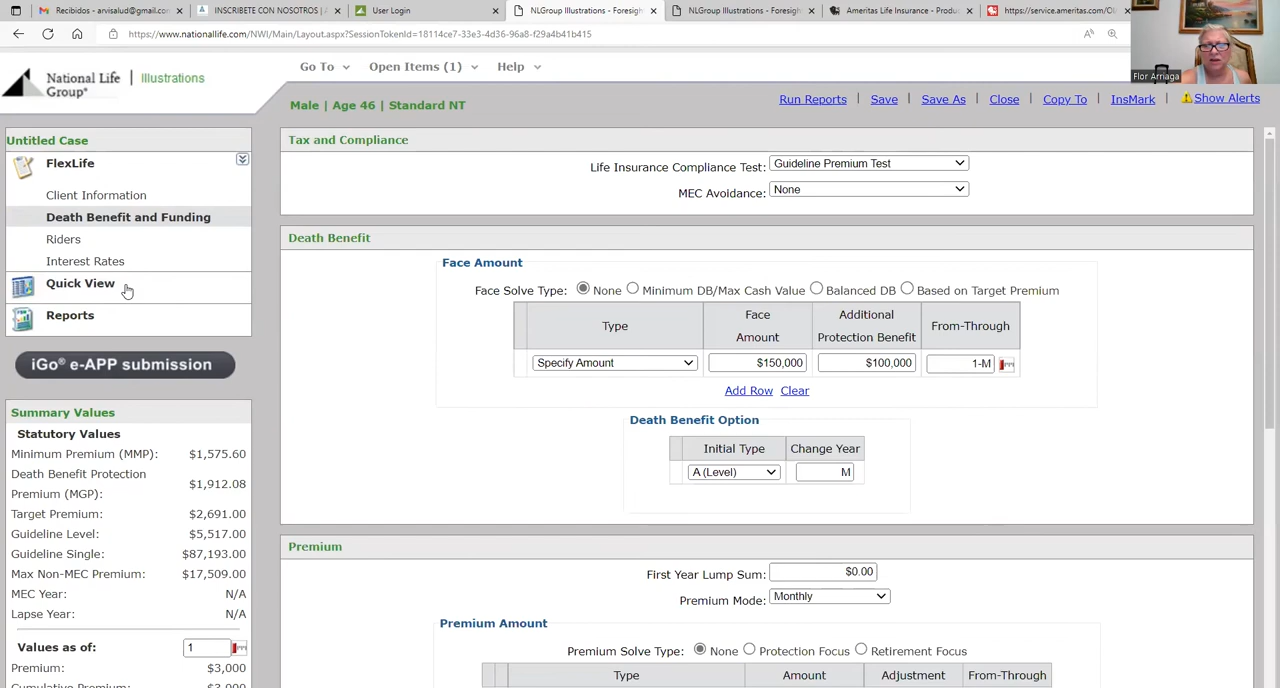 Recibidos - arvisalud@gmail.con
INSCRIBETE CON NOSOTROS |
User Login
NLGroup Illustrations - Foresigh
NLGroup Illustrations - Foresigh
Ameritas Life Insurance - Produc
https://service.ameritas.com/OL
https://www.nationallife.com/NWI/Main/Layout.aspx?SessionTokenId=18114ce7-33e3-4d36-96a8-f29a4b41b415
Flor Arriaga
National Life Group® | Illustrations
Go To
Open Items (1)
Help
Male | Age 46 | Standard NT
Run Reports | Save | Save As | Close | Copy To | InsMark | Show Alerts
Untitled Case
FlexLife
Client Information
Death Benefit and Funding
Riders
Interest Rates
Quick View
Reports
iGo® e-APP submission
Summary Values
Statutory Values
Minimum Premium (MMP): $1,575.60
Death Benefit Protection
Premium (MGP): $1,912.08
Target Premium: $2,691.00
Guideline Level: $5,517.00
Guideline Single: $87,193.00
Max Non-MEC Premium: $17,509.00
MEC Year: N/A
Lapse Year: N/A
Values as of: 1
Premium: $3,000
Cumulative Premium: $3,000
Tax and Compliance
Life Insurance Compliance Test: Guideline Premium Test
MEC Avoidance: None
Death Benefit
Face Amount
Face Solve Type: None Minimum DB/Max Cash Value Balanced DB Based on Target Premium
Type
Face Amount
Additional Protection Benefit
From-Through
Specify Amount $150,000 $100,000 1-M
Add Row Clear
Death Benefit Option
Initial Type Change Year
A (Level) M
Premium
First Year Lump Sum: $0.00
Premium Mode: Monthly
Premium Amount
Premium Solve Type: None Protection Focus Retirement Focus
Type Amount Adjustment From-Through